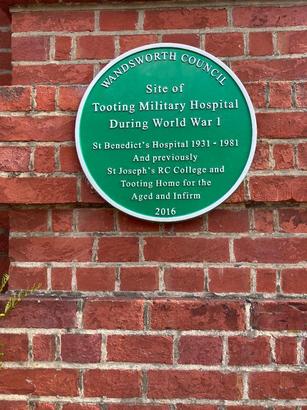 WANDSWORTH COUNCIL
Site of
Tooting Military Hospital
During World War 1
St Benedict's Hospital 1931 - 1981
And previously
St Joseph's RC College and
Tooting Home for the
Aged and Infirm
2016